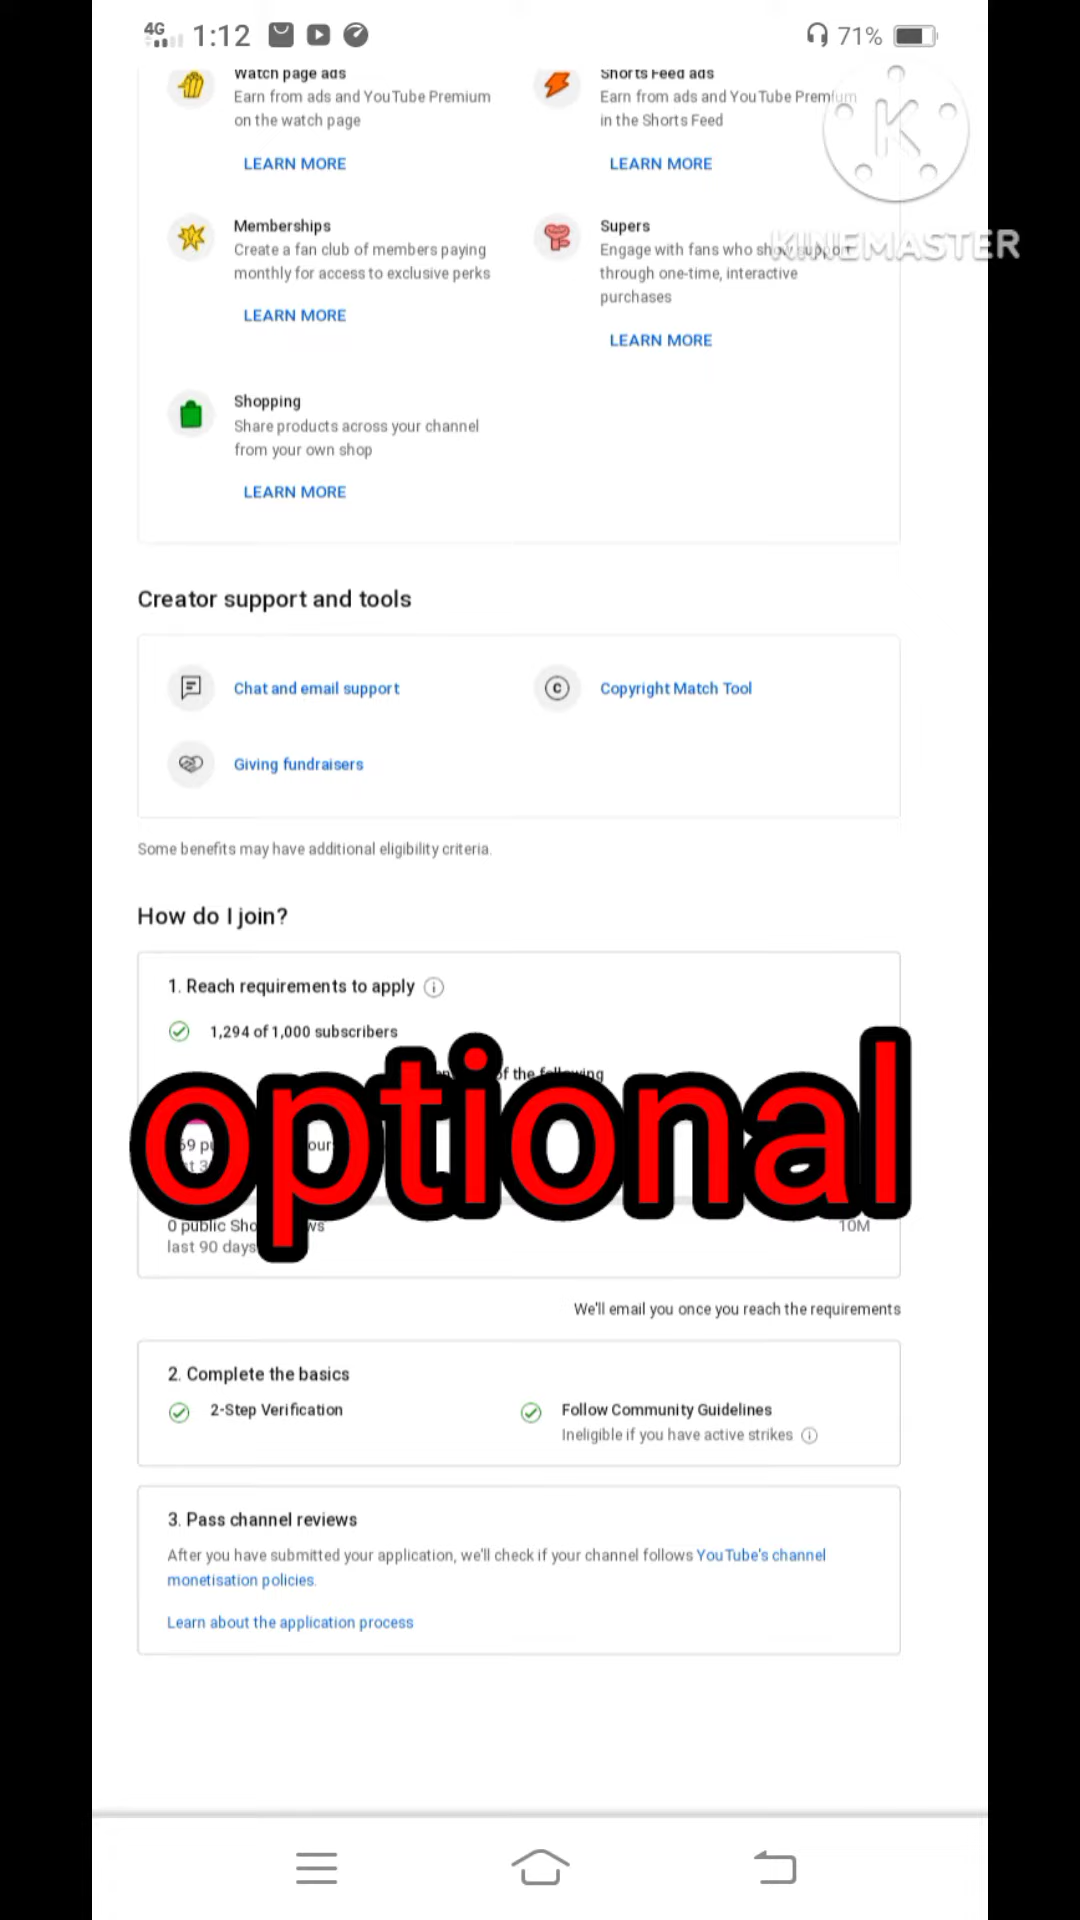 4G 1:12 71%
Watch page ads
Earn from ads and YouTube Premium
on the watch page
LEARN MORE
Shorts Feed ads
Earn from ads and YouTube Premium
in the Shorts Feed
LEARN MORE
K
KINEMASTER
Memberships
Create a fan club of members paying
monthly for access to exclusive perks
LEARN MORE
Supers
Engage with fans who show support
through one-time, interactive
purchases
LEARN MORE
Shopping
Share products across your channel
from your own shop
LEARN MORE
Creator support and tools
Chat and email support
Copyright Match Tool
Giving fundraisers
Some benefits may have additional eligibility criteria.
How do I join?
1. Reach requirements to apply
1,294 of 1,000 subscribers
of the following
optional
0 public
10M
last 90 days
We'll email you once you reach the requirements
2. Complete the basics
2-Step Verification
Follow Community Guidelines
Ineligible if you have active strikes
3. Pass channel reviews
After you have submitted your application, we'll check if your channel follows YouTube's channel
monetisation policies.
Learn about the application process